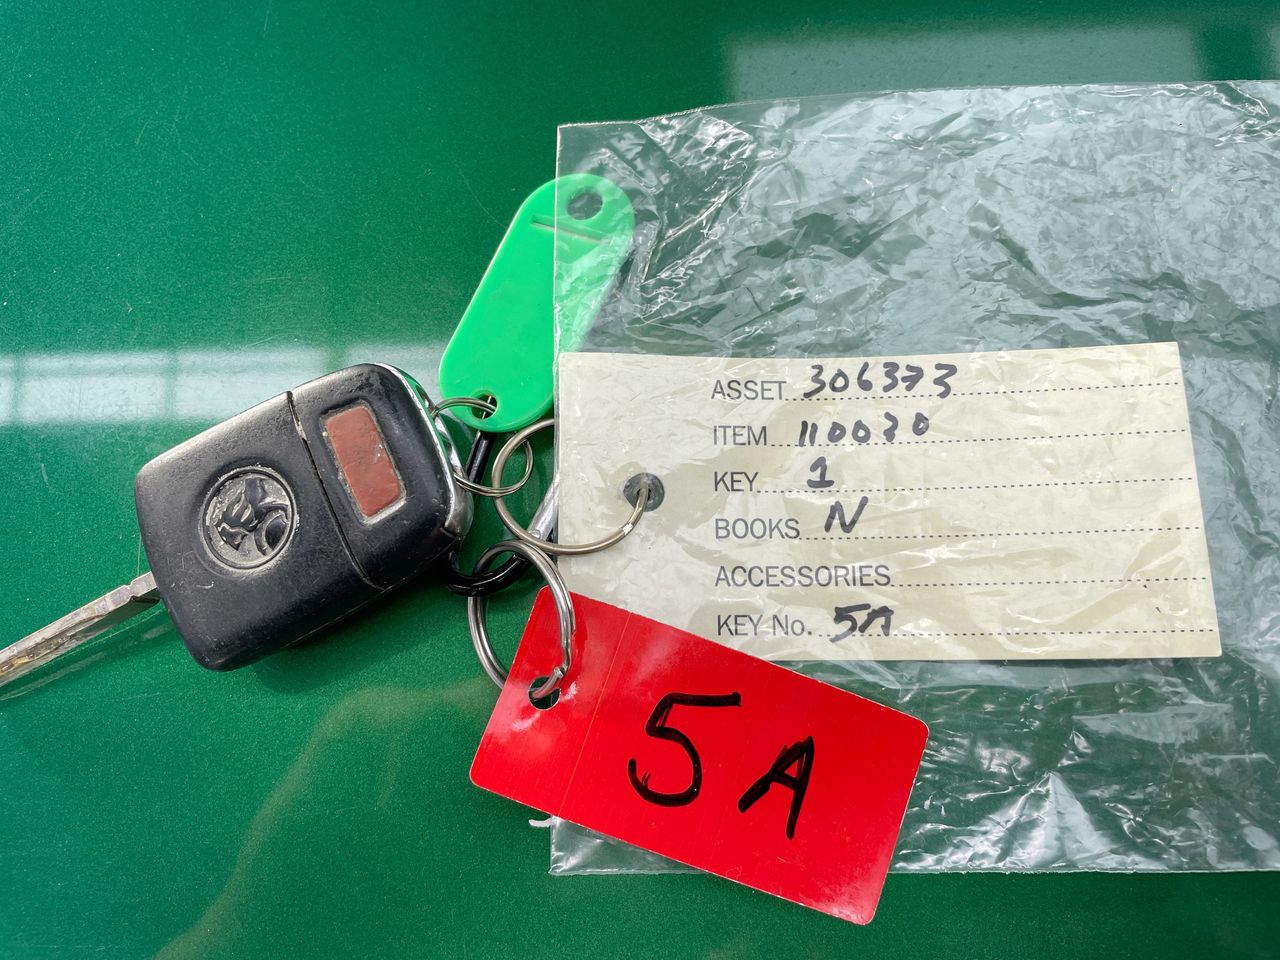 ASSET 306373
ITEM 110070
KEY 1
BOOKS N
ACCESSORIES
KEY No. 5A
5A